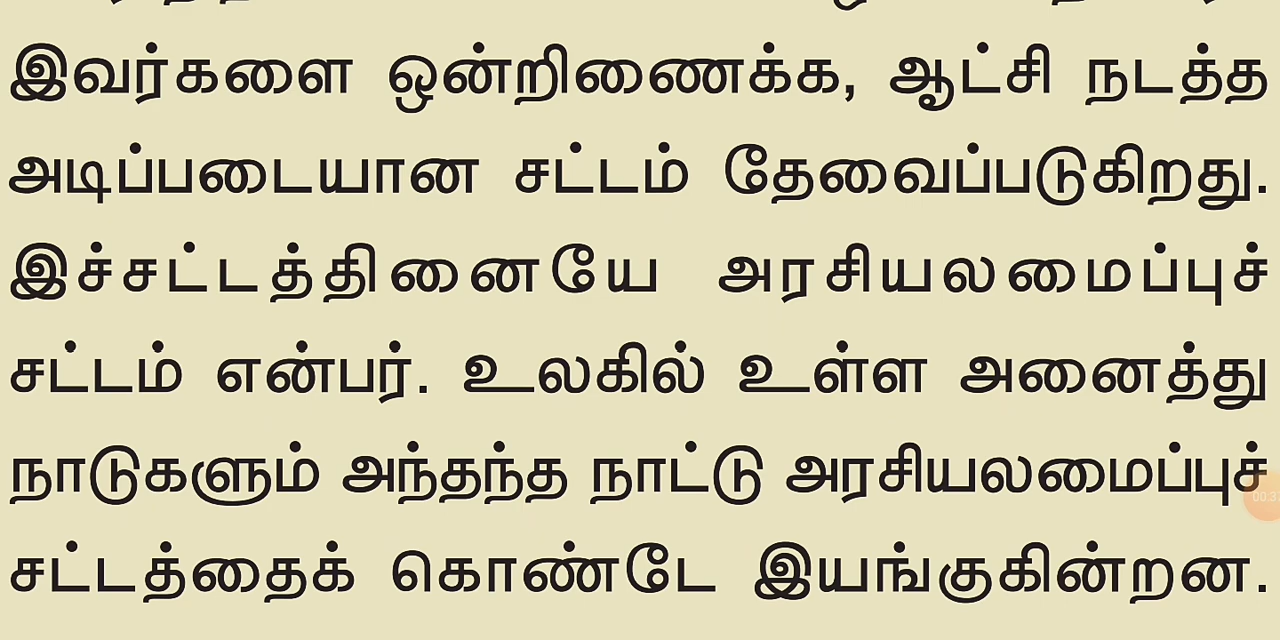 இவர்களை ஒன்றிணைக்க, ஆட்சி நடத்த
அடிப்படையான சட்டம் தேவைப்படுகிறது.
இச்சட்டத்தினையே அரசியலமைப்புச்
சட்டம் என்பர். உலகில் உள்ள அனைத்து
நாடுகளும் அந்தந்த நாட்டு அரசியலமைப்புச்
சட்டத்தைக் கொண்டே இயங்குகின்றன.